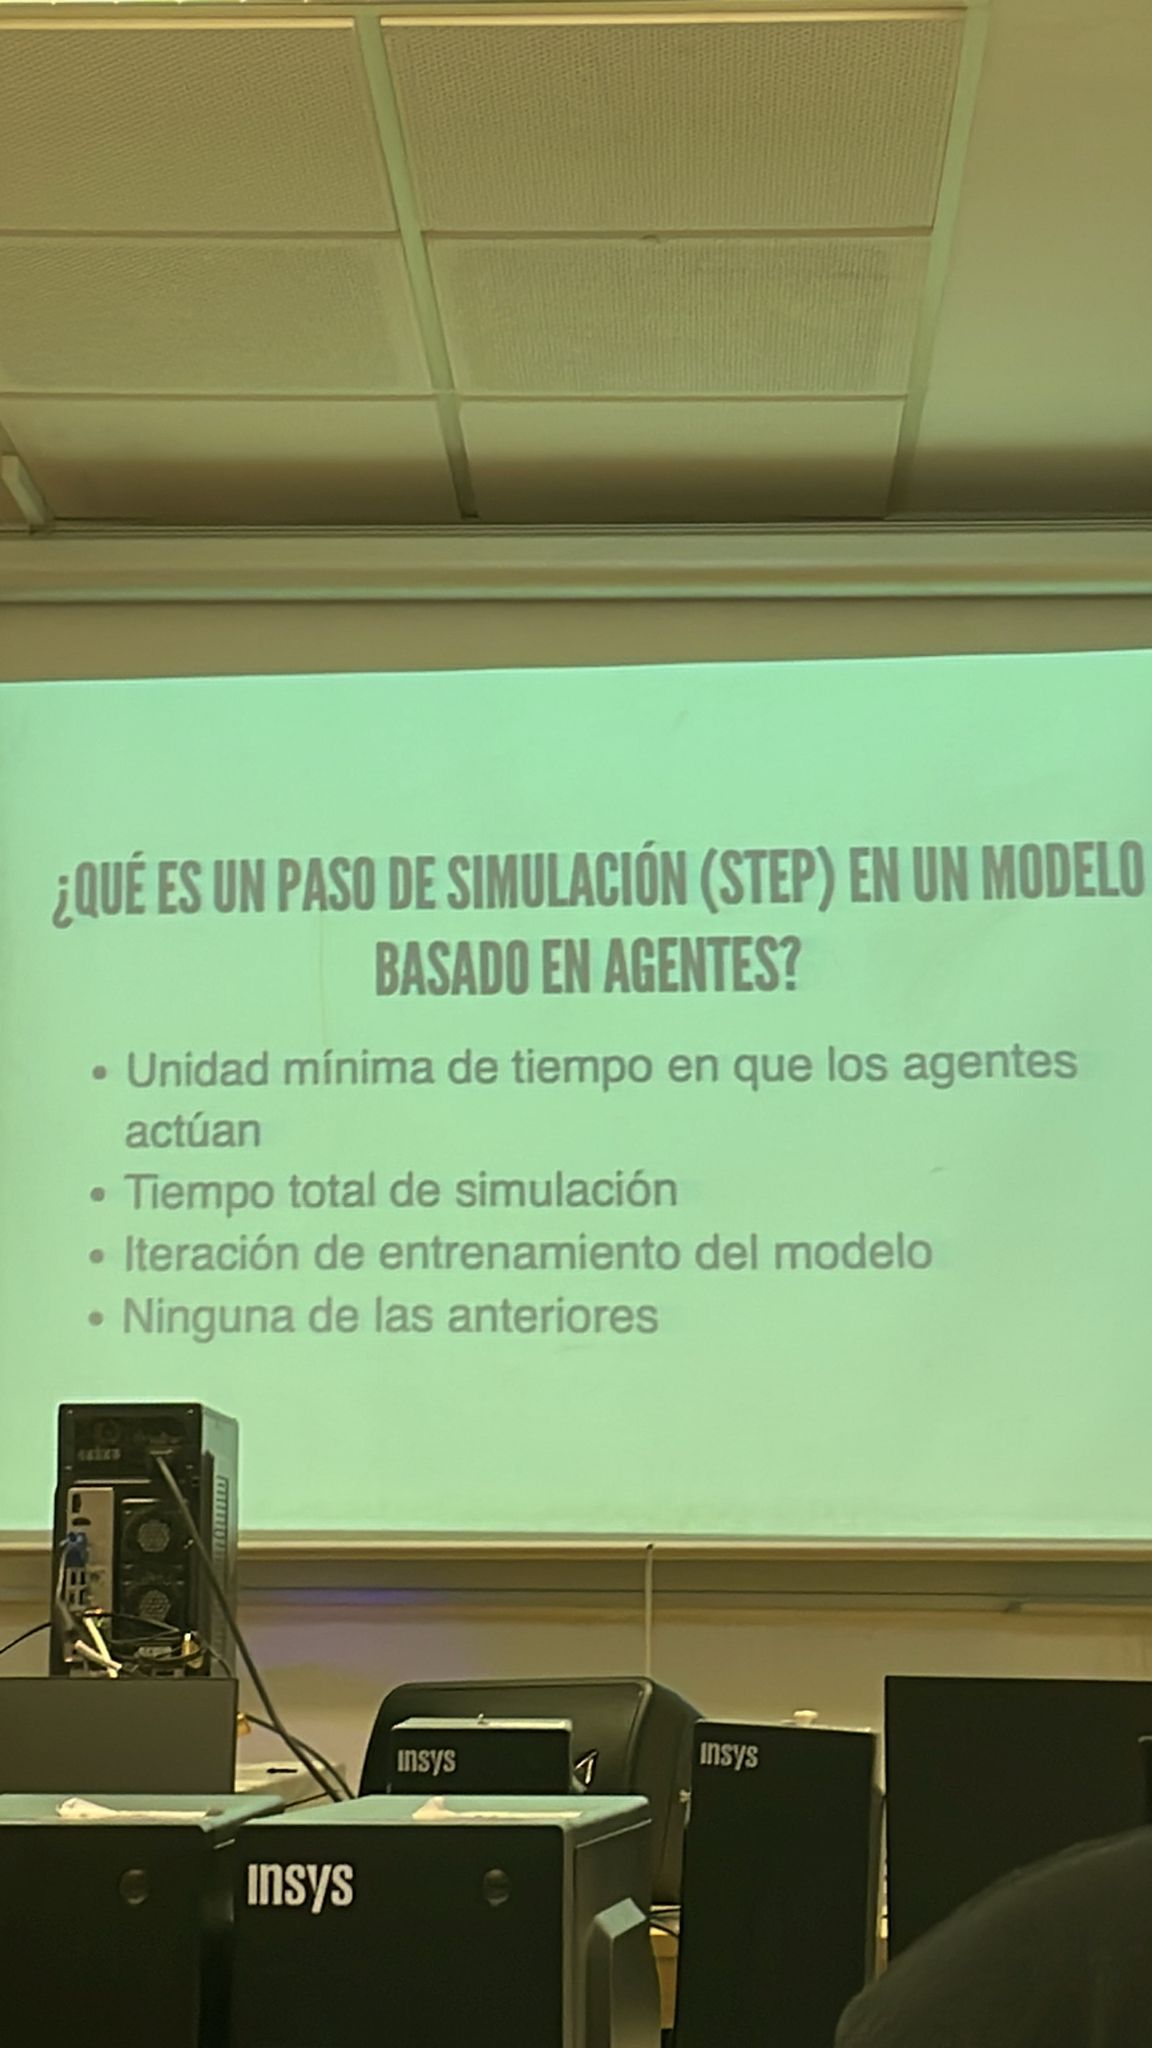 ¿QUÉ ES UN PASO DE SIMULACIÓN (STEP) EN UN MODELO
BASADO EN AGENTES?
• Unidad mínima de tiempo en que los agentes
actúan
• Tiempo total de simulación
• Iteración de entrenamiento del modelo
• Ninguna de las anteriores
insys
insys
insys